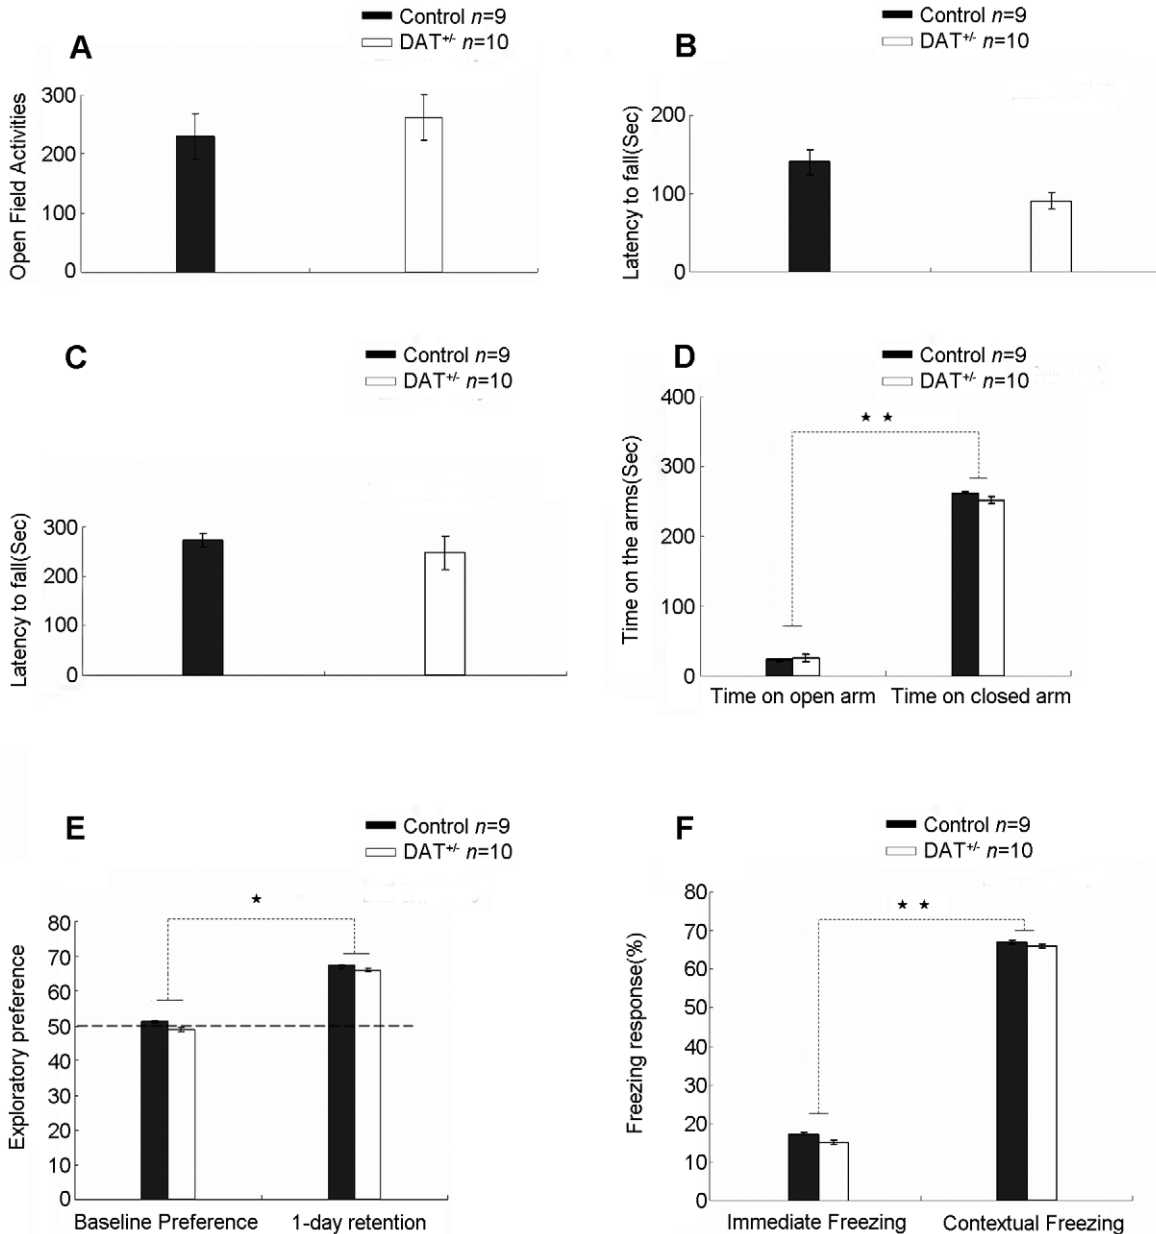 A
Control n=9
DAT+/- n=10
Open Field Activities
300
200
100
0
B
Control n=9
DAT+/- n=10
Latency to fall(Sec)
200
100
0
C
Control n=9
DAT+/- n=10
Latency to fall(Sec)
300
200
100
0
D
Control n=9
DAT+/- n=10
Time on the arms(Sec)
400
300
200
100
0
★ ★
Time on open arm
Time on closed arm
E
Control n=9
DAT+/- n=10
Exploratory preference
80
70
60
50
40
30
20
10
0
★
Baseline Preference
1-day retention
F
Control n=9
DAT+/- n=10
Freezing response(%)
80
70
60
50
40
30
20
10
0
★ ★
Immediate Freezing
Contextual Freezing